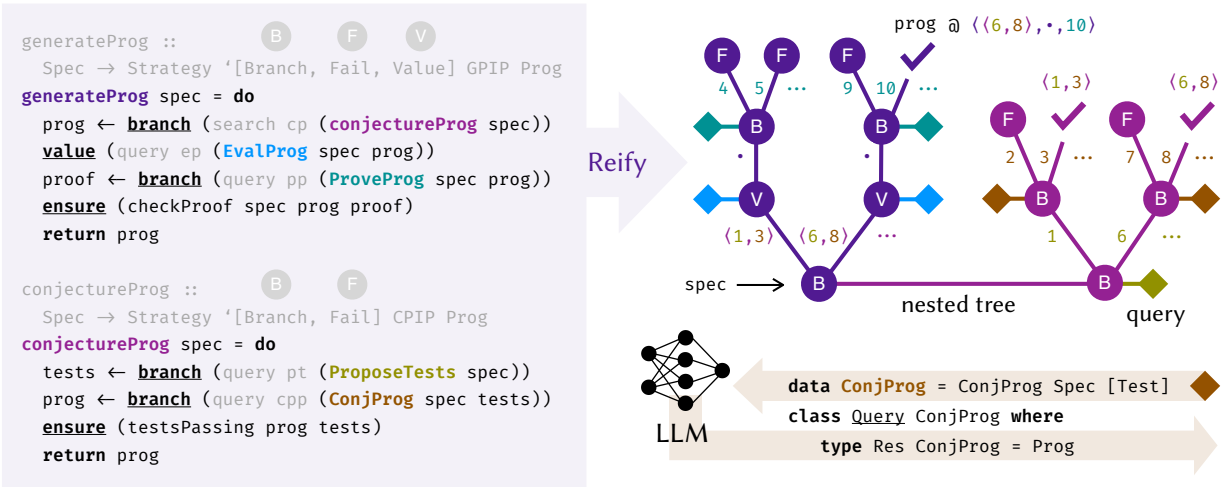 generateProg :: B F V
Spec → Strategy ‘[Branch, Fail, Value] GPIP Prog
generateProg spec = do
prog ← branch (search cp (conjectureProg spec))
value (query ep (EvalProg spec prog))
proof ← branch (query pp (ProveProg spec prog))
ensure (checkProof spec prog proof)
return prog
conjectureProg :: B F
Spec → Strategy ‘[Branch, Fail] CPIP Prog
conjectureProg spec = do
tests ← branch (query pt (ProposeTests spec))
prog ← branch (query cpp (ConjProg spec tests))
ensure (testsPassing prog tests)
return prog
Reify
prog @ ⟨⟨6,8⟩,•,10⟩
F F F
4 5 ⋯ 9 10 ⋯
B B
• •
V V
⟨1,3⟩ ⟨6,8⟩ ⋯
spec → B
nested tree
⟨1,3⟩ ⟨6,8⟩
F F
2 3 ⋯ 7 8 ⋯
B B
1 6 ⋯
B
query
LLM
data ConjProg = ConjProg Spec [Test]
class Query ConjProg where
type Res ConjProg = Prog